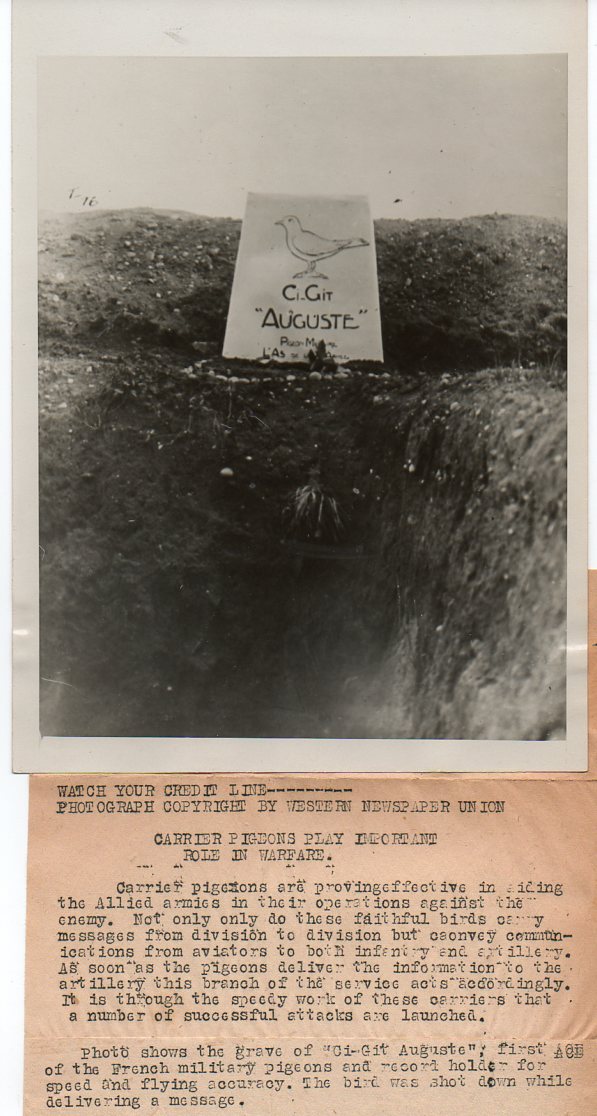 T-16
CI-GIT
"AUGUSTE"
PIGEON
L'AS DE
WATCH YOUR CREDIT LINE---------
PHOTOGRAPH COPYRIGHT BY WESTERN NEWSPAPER UNION
CARRIER PIGEONS PLAY IMPORTANT
ROLE IN WARFARE.
Carrier pigeons are provingeffective in aiding
the Allied armies in their operations against the
enemy. Not only only do these faithful birds carry
messages from division to division but caonvey commun-
ications from aviators to both infantry and artillery.
As soon as the pigeons deliver the information to the
artillery this branch of the service acts accordingly.
It is through the speedy work of these carriers that
a number of successful attacks are launched.
Photo shows the grave of "Ci-Git Auguste", first ACE
of the French military pigeons and record holder for
speed and flying accuracy. The bird was shot down while
delivering a message.